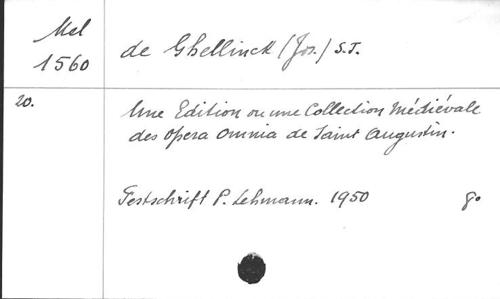 Mel
1560
de Ghellinck (Jos.) S.J.
20.
Une Edition ou une Collection Médiévale
des Opera Omnia de Saint Augustin.
Festschrift P. Lehmann. 1950
8º